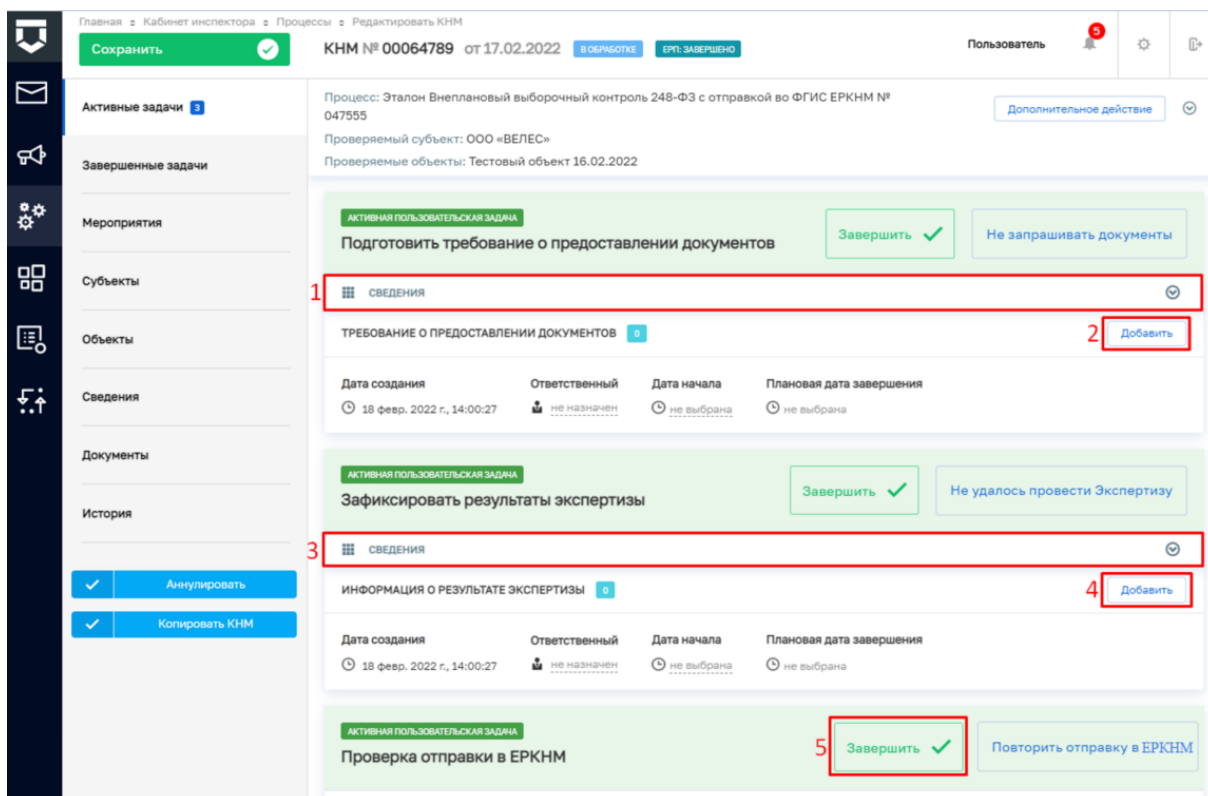 Главная :: Кабинет инспектора :: Процессы :: Редактировать КНМ
Сохранить
КНМ № 00064789 от 17.02.2022 В ОБРАБОТКЕ ЕРП: ЗАВЕРШЕНО
Пользователь 5
Активные задачи 3
Завершенные задачи
Мероприятия
Субъекты
Объекты
Сведения
Документы
История
Аннулировать
Копировать КНМ
Процесс: Эталон Внеплановый выборочный контроль 248-ФЗ с отправкой во ФГИС ЕРКНМ №
047555
Проверяемый субъект: ООО «ВЕЛЕС»
Проверяемые объекты: Тестовый объект 16.02.2022
Дополнительное действие
АКТИВНАЯ ПОЛЬЗОВАТЕЛЬСКАЯ ЗАДАЧА
Подготовить требование о предоставлении документов
Завершить
Не запрашивать документы
1 СВЕДЕНИЯ
ТРЕБОВАНИЕ О ПРЕДОСТАВЛЕНИИ ДОКУМЕНТОВ 0
2 Добавить
Дата создания Ответственный Дата начала Плановая дата завершения
18 февр. 2022 г., 14:00:27 не назначен не выбрана не выбрана
АКТИВНАЯ ПОЛЬЗОВАТЕЛЬСКАЯ ЗАДАЧА
Зафиксировать результаты экспертизы
Завершить
Не удалось провести Экспертизу
3 СВЕДЕНИЯ
ИНФОРМАЦИЯ О РЕЗУЛЬТАТЕ ЭКСПЕРТИЗЫ 0
4 Добавить
Дата создания Ответственный Дата начала Плановая дата завершения
18 февр. 2022 г., 14:00:27 не назначен не выбрана не выбрана
АКТИВНАЯ ПОЛЬЗОВАТЕЛЬСКАЯ ЗАДАЧА
Проверка отправки в ЕРКНМ
5 Завершить
Повторить отправку в ЕРКНМ